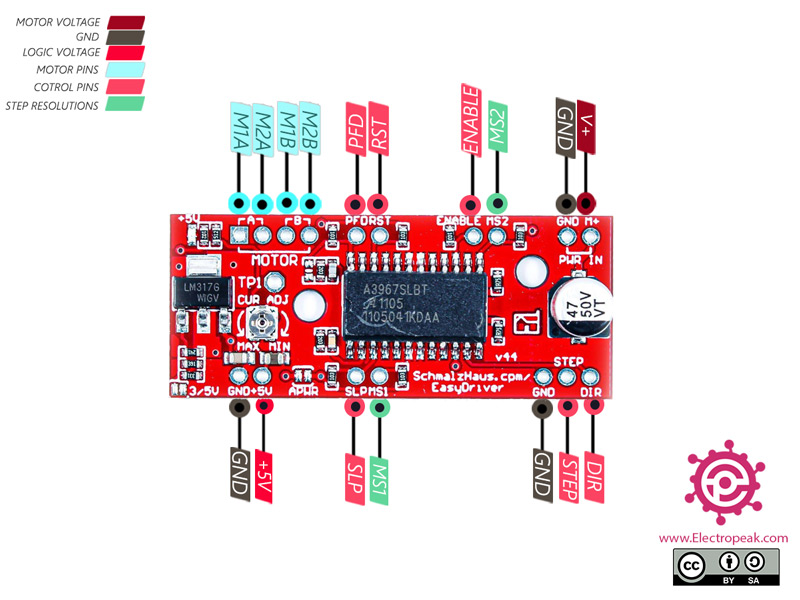 MOTOR VOLTAGE
GND
LOGIC VOLTAGE
MOTOR PINS
COTROL PINS
STEP RESOLUTIONS
M1A
M2A
M1B
M2B
PFD
RST
ENABLE
MS2
GND
V+
+5V
A
B
PFD RST
ENABLE MS2
GND M+
MOTOR
PWR IN
TP1
LM317G
WIGV
CUR ADJ
MAX MIN
A3967SLBT
1105
1105041KDAA
47
50V
VT
v44
STEP
SchmalzHaus.com/
EasyDriver
3/5V
GND +5V
APWR
SLP MS1
GND
DIR
GND
+5V
SLP
MS1
GND
STEP
DIR
www.Electropeak.com
cc
BY SA